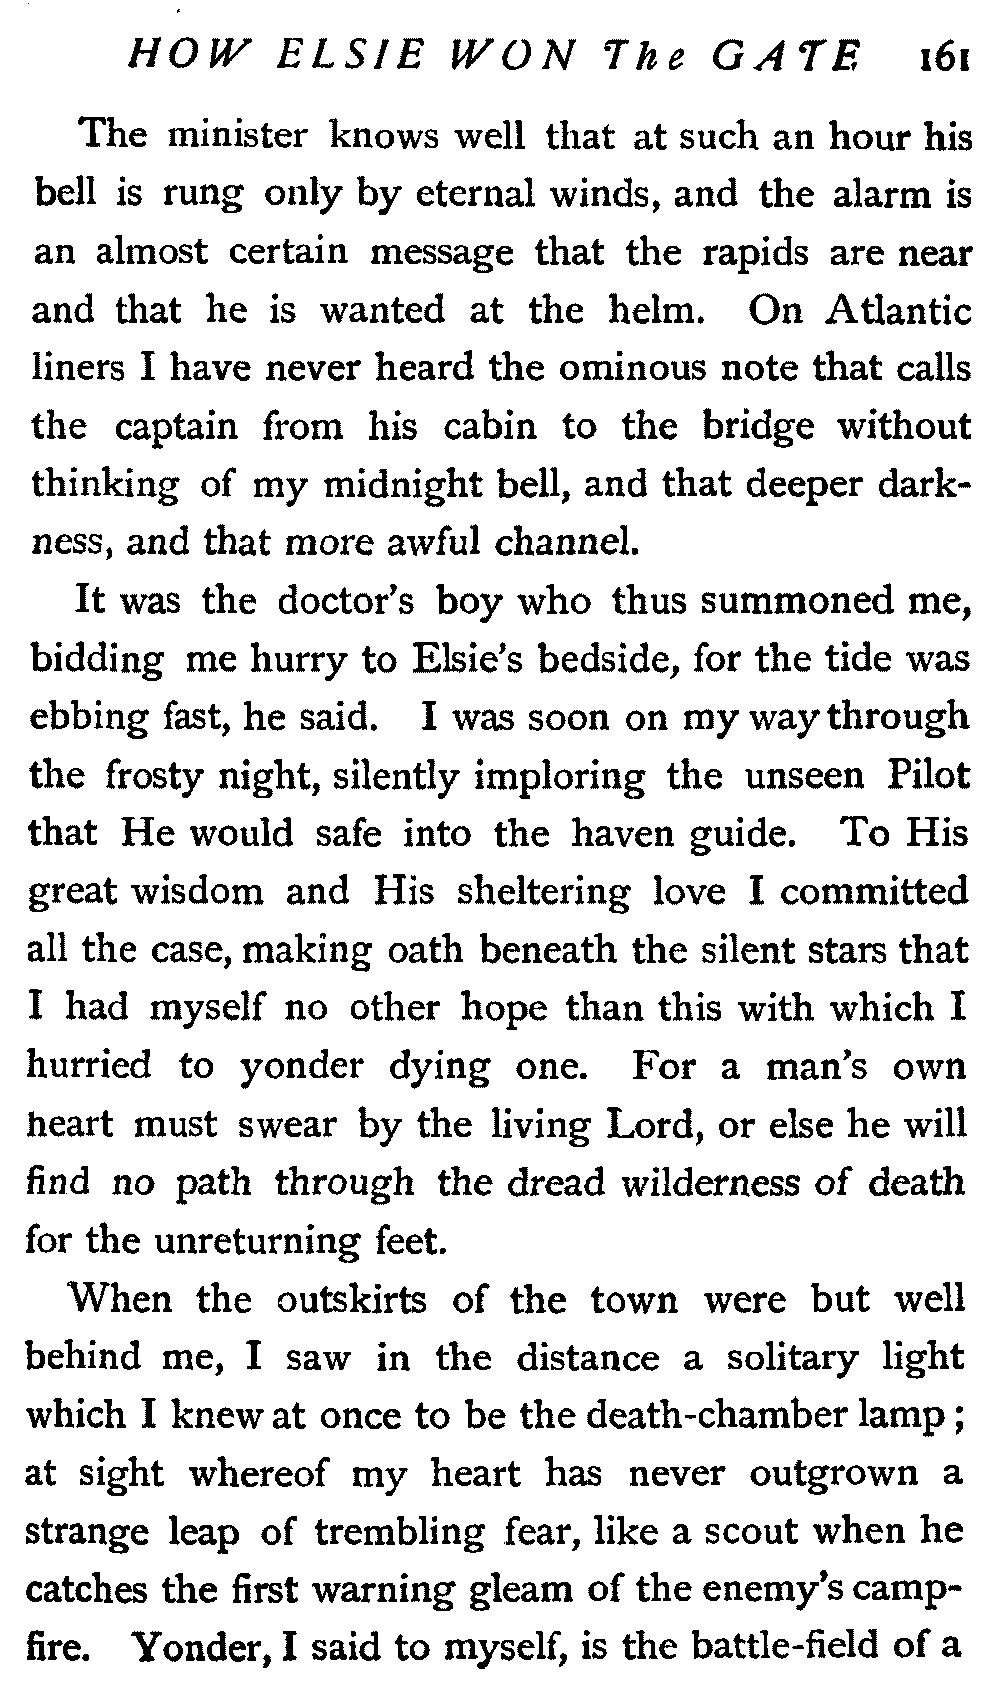 HOW ELSIE WON The GATE 161
The minister knows well that at such an hour his
bell is rung only by eternal winds, and the alarm is
an almost certain message that the rapids are near
and that he is wanted at the helm. On Atlantic
liners I have never heard the ominous note that calls
the captain from his cabin to the bridge without
thinking of my midnight bell, and that deeper dark-
ness, and that more awful channel.
It was the doctor's boy who thus summoned me,
bidding me hurry to Elsie's bedside, for the tide was
ebbing fast, he said. I was soon on my way through
the frosty night, silently imploring the unseen Pilot
that He would safe into the haven guide. To His
great wisdom and His sheltering love I committed
all the case, making oath beneath the silent stars that
I had myself no other hope than this with which I
hurried to yonder dying one. For a man's own
heart must swear by the living Lord, or else he will
find no path through the dread wilderness of death
for the unreturning feet.
When the outskirts of the town were but well
behind me, I saw in the distance a solitary light
which I knew at once to be the death-chamber lamp;
at sight whereof my heart has never outgrown a
strange leap of trembling fear, like a scout when he
catches the first warning gleam of the enemy's camp-
fire. Yonder, I said to myself, is the battle-field of a